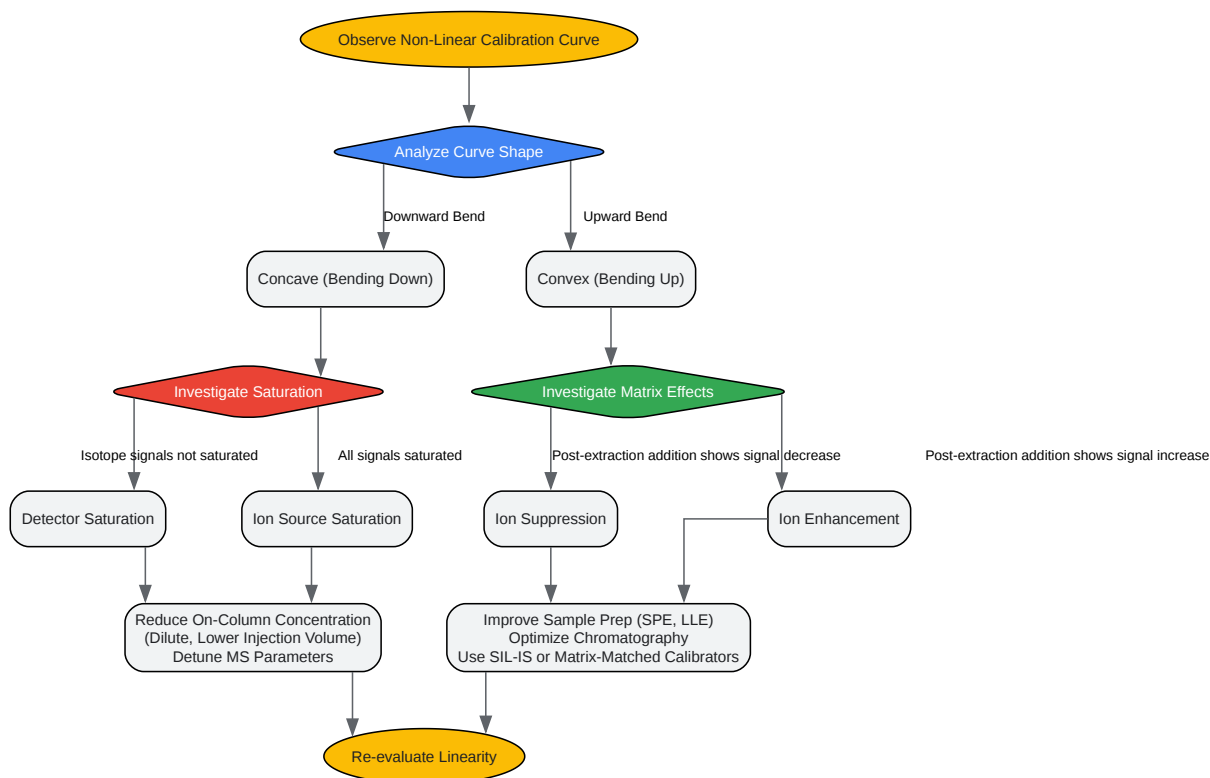 Observe Non-Linear Calibration Curve
Analyze Curve Shape
Downward Bend
Upward Bend
Concave (Bending Down)
Convex (Bending Up)
Investigate Saturation
Investigate Matrix Effects
Isotope signals not saturated
All signals saturated
Post-extraction addition shows signal decrease
Post-extraction addition shows signal increase
Detector Saturation
Ion Source Saturation
Ion Suppression
Ion Enhancement
Reduce On-Column Concentration
(Dilute, Lower Injection Volume)
Detune MS Parameters
Improve Sample Prep (SPE, LLE)
Optimize Chromatography
Use SIL-IS or Matrix-Matched Calibrators
Re-evaluate Linearity